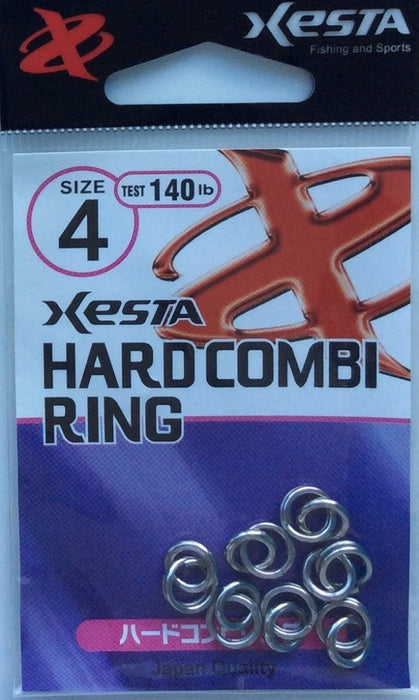 XESTA
Fishing and Sports
SIZE
4
TEST 140 lb
XESTA
HARD COMBI
RING
ハードコン
Japan Quality